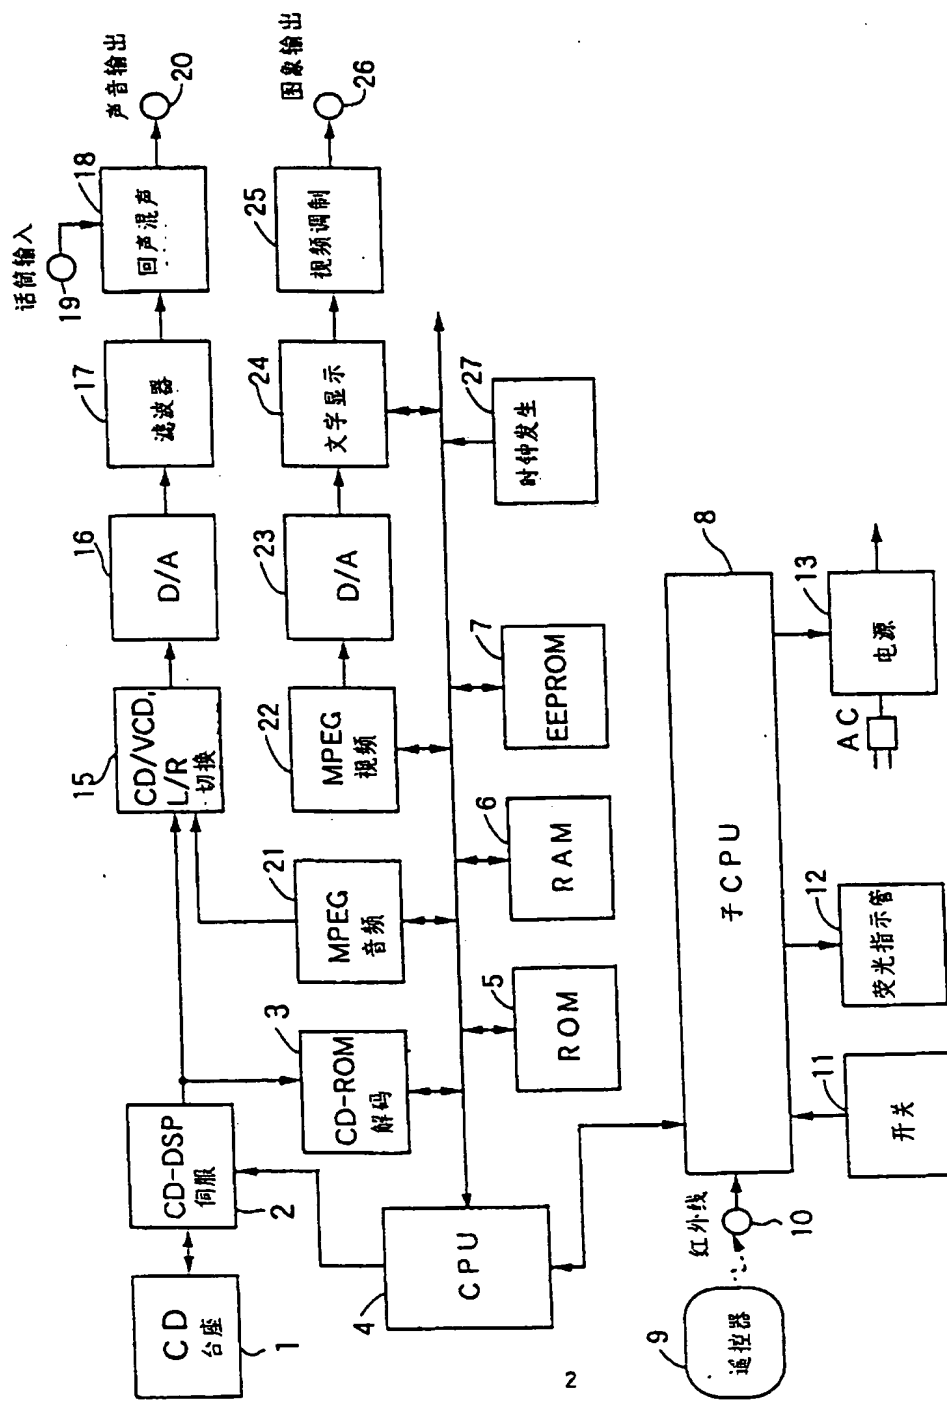 话筒输入
19
声音输出
20
18
回声混声
17
滤波器
16
D/A
15
CD/VCD,
L/R
切换
图象输出
26
25
视频调制
24
文字显示
23
D/A
22
MPEG
视频
21
MPEG
音频
3
CD-ROM
解码
CD-DSP
伺服
2
CD
台座
1
27
时钟发生
7
EEPROM
6
RAM
5
ROM
4
CPU
8
子CPU
13
电源
AC
12
荧光指示管
11
开关
红外线
10
9
遥控器
2